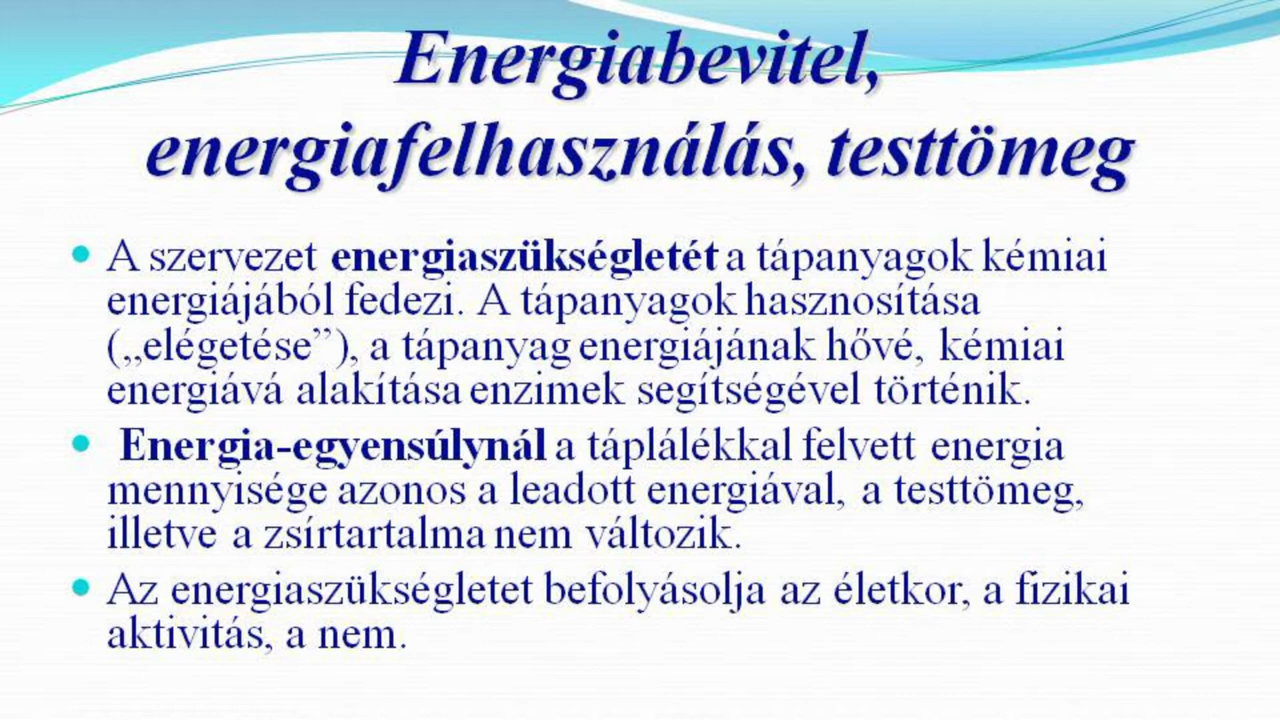 Energiabevitel,
energiafelhasználás, testtömeg
• A szervezet energiaszükségletét a tápanyagok kémiai
energiájából fedezi. A tápanyagok hasznosítása
(„elégetése”), a tápanyag energiájának hővé, kémiai
energiává alakítása enzimek segítségével történik.
• Energia-egyensúlynál a táplálékkal felvett energia
mennyisége azonos a leadott energiával, a testtömeg,
illetve a zsírtartalma nem változik.
• Az energiaszükségletet befolyásolja az életkor, a fizikai
aktivitás, a nem.